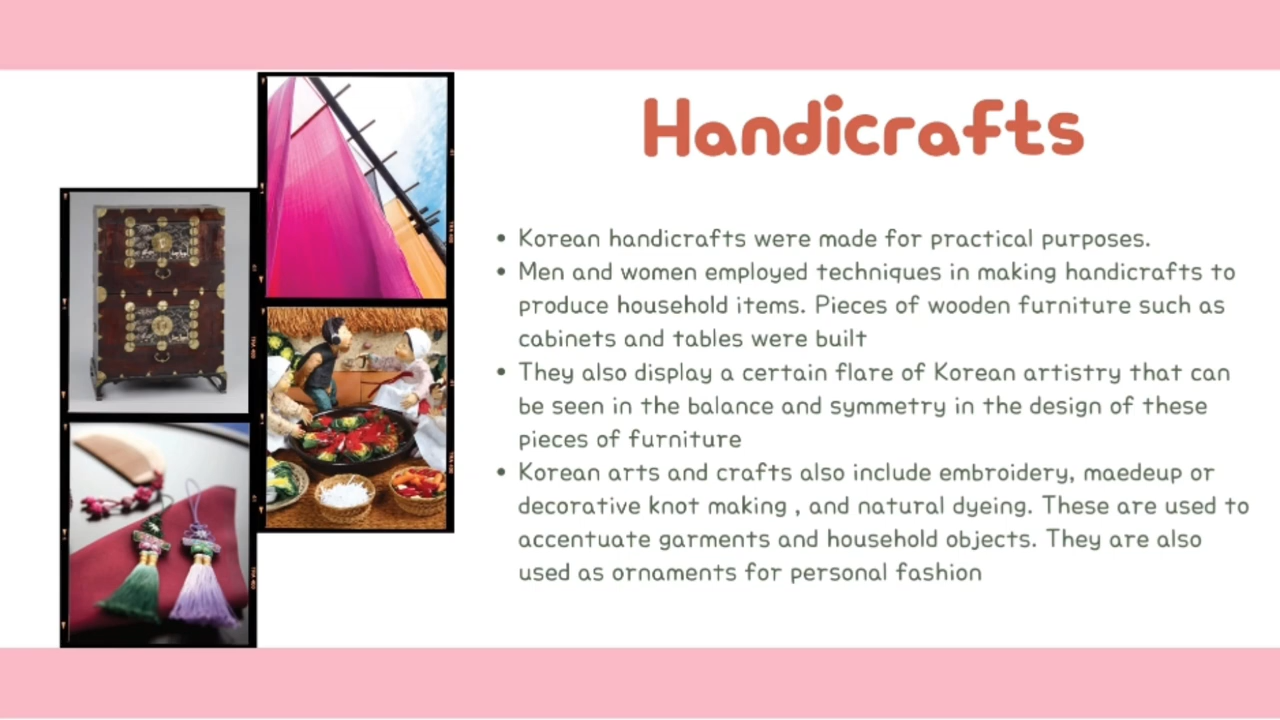 Handicrafts
• Korean handicrafts were made for practical purposes.
• Men and women employed techniques in making handicrafts to
produce household items. Pieces of wooden furniture such as
cabinets and tables were built
• They also display a certain flare of Korean artistry that can
be seen in the balance and symmetry in the design of these
pieces of furniture
• Korean arts and crafts also include embroidery, maedeup or
decorative knot making , and natural dyeing. These are used to
accentuate garments and household objects. They are also
used as ornaments for personal fashion